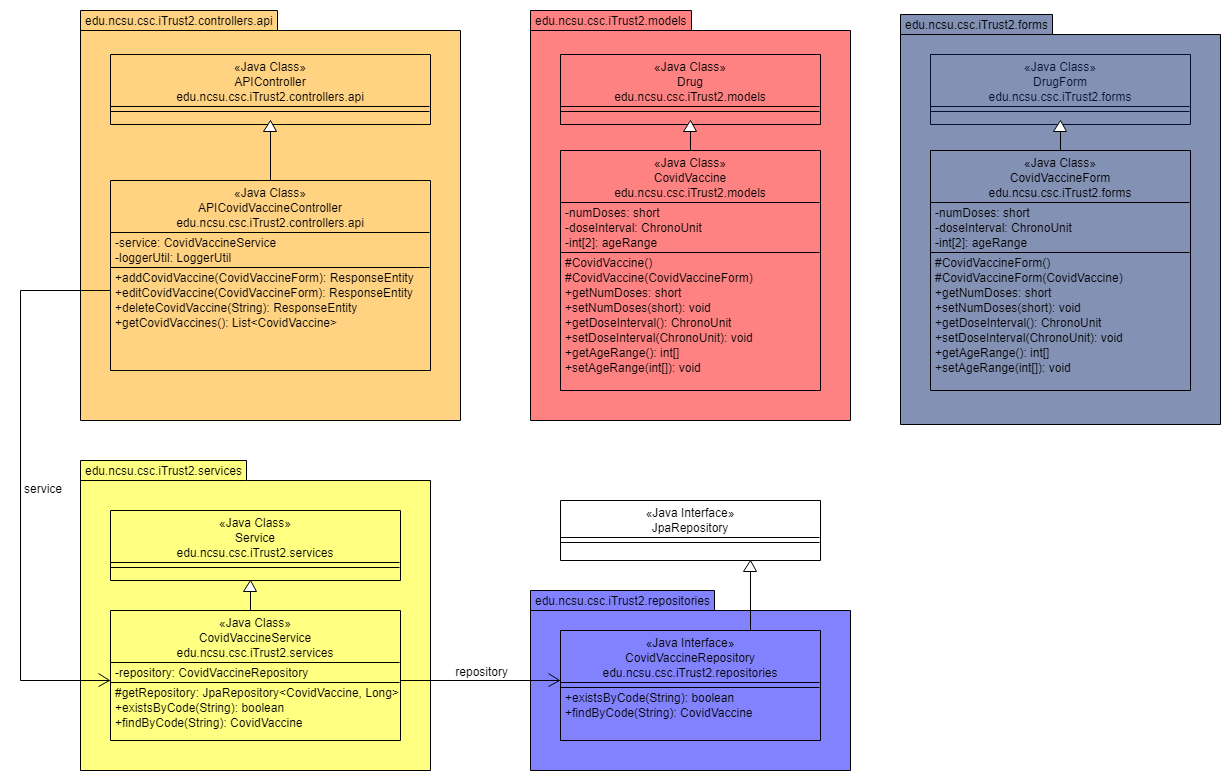 edu.ncsu.csc.iTrust2.controllers.api
«Java Class»
APIController
edu.ncsu.csc.iTrust2.controllers.api
«Java Class»
APICovidVaccineController
edu.ncsu.csc.iTrust2.controllers.api
-service: CovidVaccineService
-loggerUtil: LoggerUtil
+addCovidVaccine(CovidVaccineForm): ResponseEntity
+editCovidVaccine(CovidVaccineForm): ResponseEntity
+deleteCovidVaccine(String): ResponseEntity
+getCovidVaccines(): List<CovidVaccine>
edu.ncsu.csc.iTrust2.models
«Java Class»
Drug
edu.ncsu.csc.iTrust2.models
«Java Class»
CovidVaccine
edu.ncsu.csc.iTrust2.models
-numDoses: short
-doseInterval: ChronoUnit
-int[2]: ageRange
#CovidVaccine()
#CovidVaccine(CovidVaccineForm)
+getNumDoses: short
+setNumDoses(short): void
+getDoseInterval(): ChronoUnit
+setDoseInterval(ChronoUnit): void
+getAgeRange(): int[]
+setAgeRange(int[]): void
edu.ncsu.csc.iTrust2.forms
«Java Class»
DrugForm
edu.ncsu.csc.iTrust2.forms
«Java Class»
CovidVaccineForm
edu.ncsu.csc.iTrust2.forms
-numDoses: short
-doseInterval: ChronoUnit
-int[2]: ageRange
#CovidVaccineForm()
#CovidVaccineForm(CovidVaccine)
+getNumDoses: short
+setNumDoses(short): void
+getDoseInterval(): ChronoUnit
+setDoseInterval(ChronoUnit): void
+getAgeRange(): int[]
+setAgeRange(int[]): void
service
edu.ncsu.csc.iTrust2.services
«Java Class»
Service
edu.ncsu.csc.iTrust2.services
«Java Class»
CovidVaccineService
edu.ncsu.csc.iTrust2.services
-repository: CovidVaccineRepository
#getRepository: JpaRepository<CovidVaccine, Long>
+existsByCode(String): boolean
+findByCode(String): CovidVaccine
repository
«Java Interface»
JpaRepository
edu.ncsu.csc.iTrust2.repositories
«Java Interface»
CovidVaccineRepository
edu.ncsu.csc.iTrust2.repositories
+existsByCode(String): boolean
+findByCode(String): CovidVaccine